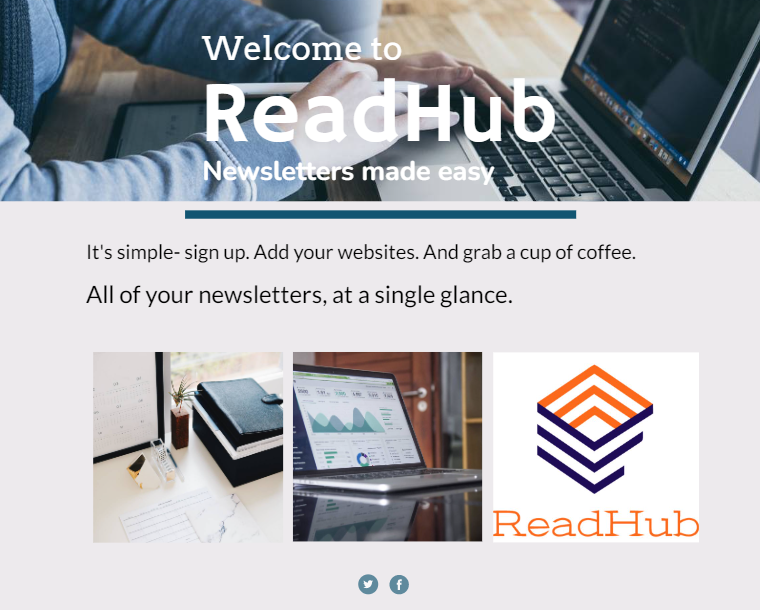 Welcome to
ReadHub
Newsletters made easy
It's simple- sign up. Add your websites. And grab a cup of coffee.
All of your newsletters, at a single glance.
ReadHub